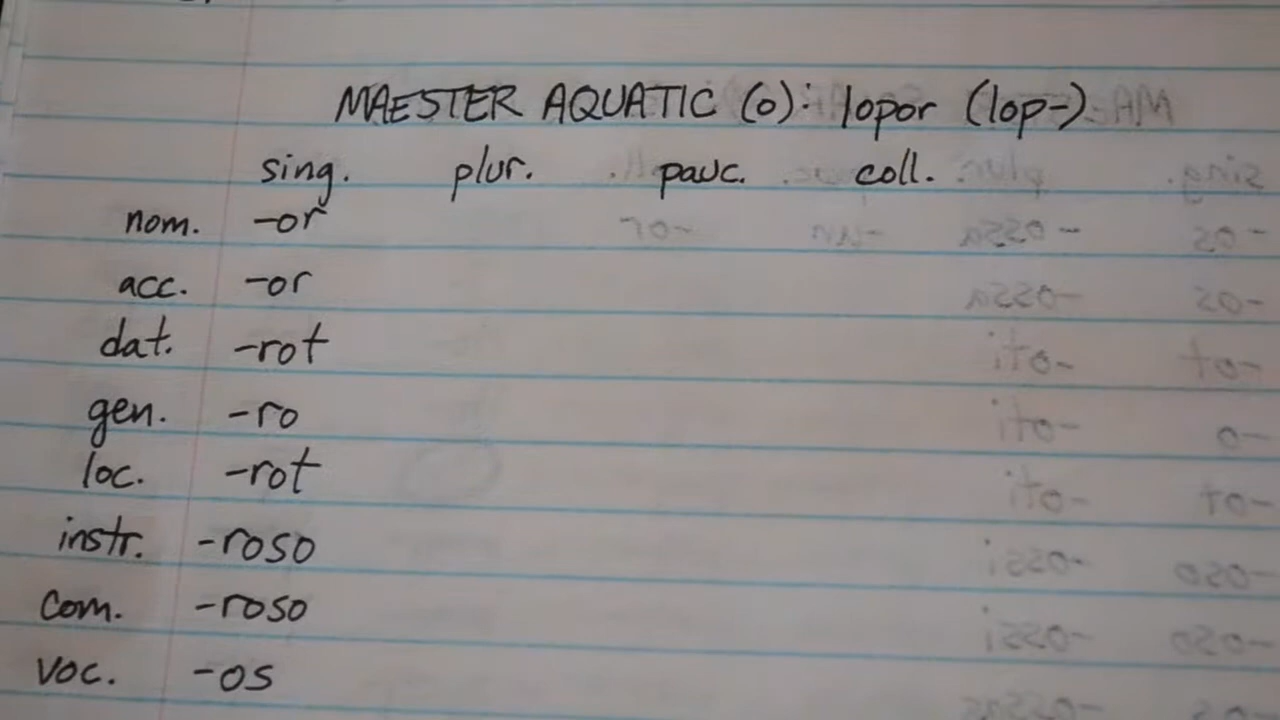 MAESTER AQUATIC (o): lopor (lop-)
sing. plur. pauc. coll.
nom. -or
acc. -or
dat. -rot
gen. -ro
loc. -rot
instr. -roso
com. -roso
voc. -os